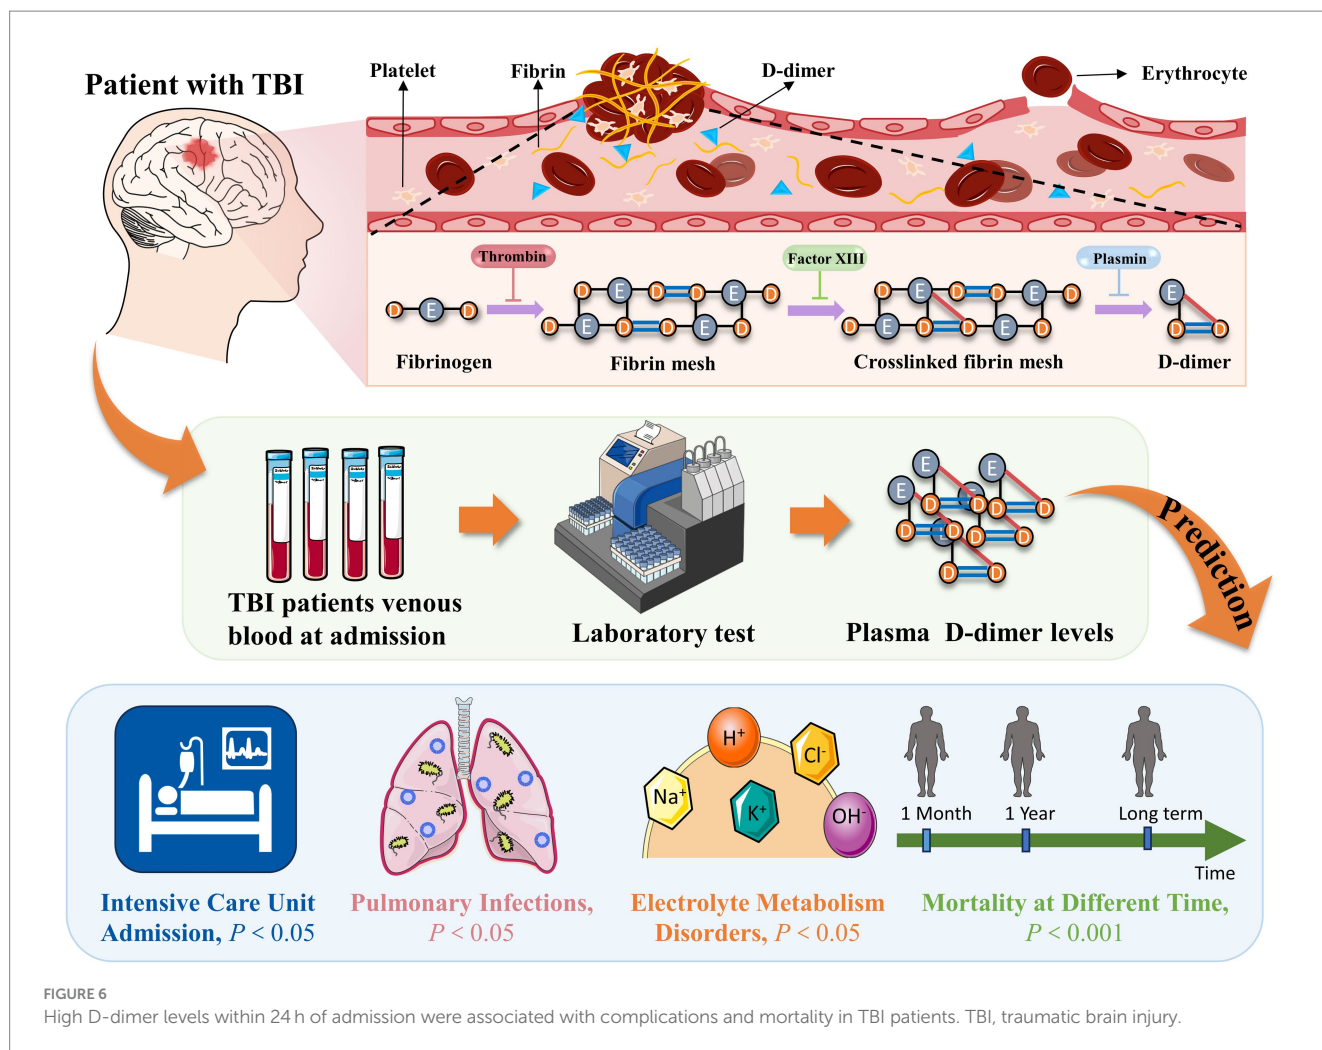 Patient with TBI
Platelet
Fibrin
D-dimer
Erythrocyte
Thrombin
Factor XIII
Plasmin
D E D
D E D D E D
D E D D E D
D E D D E D
D E D D E D
E
D D
Fibrinogen
Fibrin mesh
Crosslinked fibrin mesh
D-dimer
E E
E E
D D D D
D E D D D
D D
TBI patients venous
blood at admission
Laboratory test
Plasma D-dimer levels
Prediction
H+
Cl-
Na+
K+
OH-
1 Month
1 Year
Long term
Time
Intensive Care Unit
Admission, P < 0.05
Pulmonary Infections,
P < 0.05
Electrolyte Metabolism
Disorders, P < 0.05
Mortality at Different Time,
P < 0.001
FIGURE 6
High D-dimer levels within 24 h of admission were associated with complications and mortality in TBI patients. TBI, traumatic brain injury.